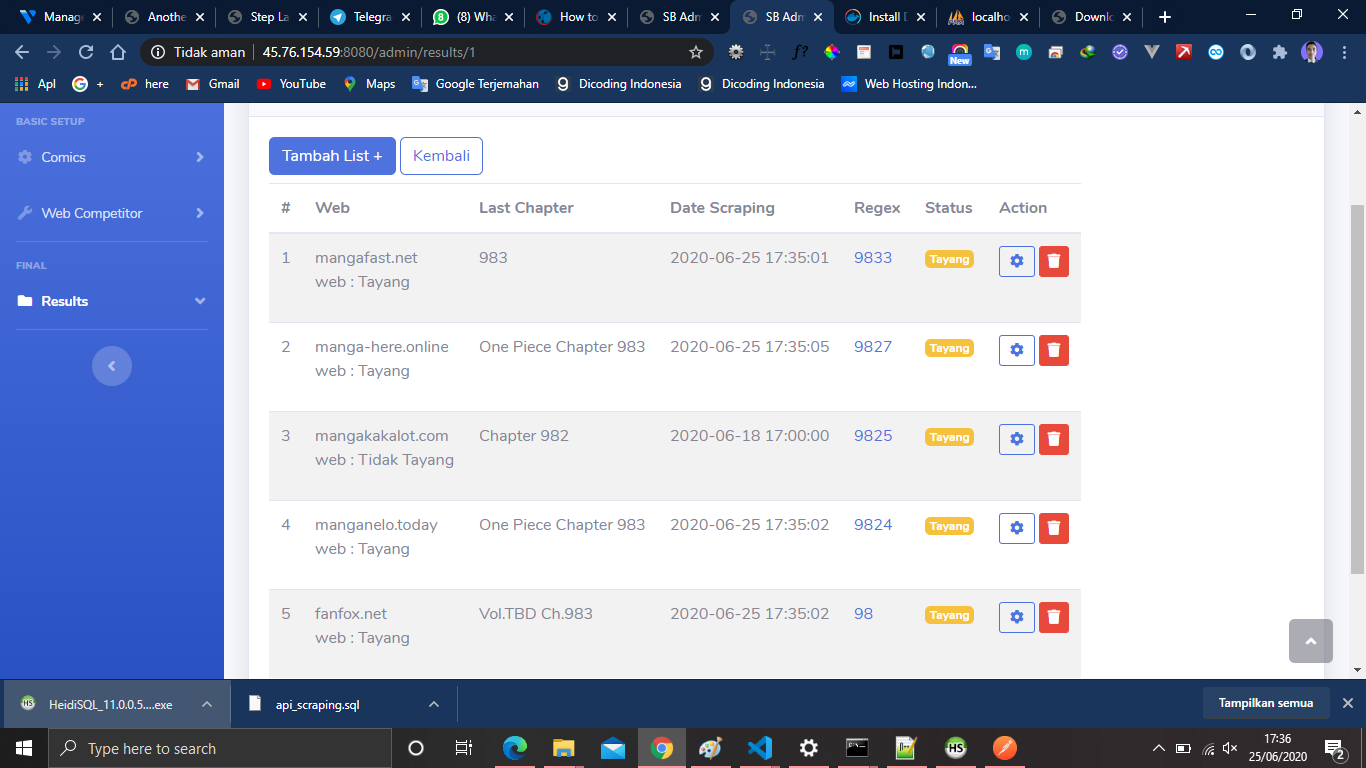 Manage
Anothe
Step La
Telegra
(8) Wha
How to
SB Adm
SB Adm
Install D
localho
Downlo
Tidak aman
45.76.154.59:8080/admin/results/1
New
Apl
+
here
Gmail
YouTube
Maps
Google Terjemahan
Dicoding Indonesia
Dicoding Indonesia
Web Hosting Indon...
BASIC SETUP
Comics
Web Competitor
FINAL
Results
Tambah List +
Kembali
# Web Last Chapter Date Scraping Regex Status Action
1 mangafast.net 983 2020-06-25 17:35:01 9833 Tayang
web : Tayang
2 manga-here.online One Piece Chapter 983 2020-06-25 17:35:05 9827 Tayang
web : Tayang
3 mangakakalot.com Chapter 982 2020-06-18 17:00:00 9825 Tayang
web : Tidak Tayang
4 manganelo.today One Piece Chapter 983 2020-06-25 17:35:02 9824 Tayang
web : Tayang
5 fanfox.net Vol.TBD Ch.983 2020-06-25 17:35:02 98 Tayang
web : Tayang
HeidiSQL_11.0.0.5....exe
api_scraping.sql
Tampilkan semua
Type here to search
17:36
25/06/2020
2